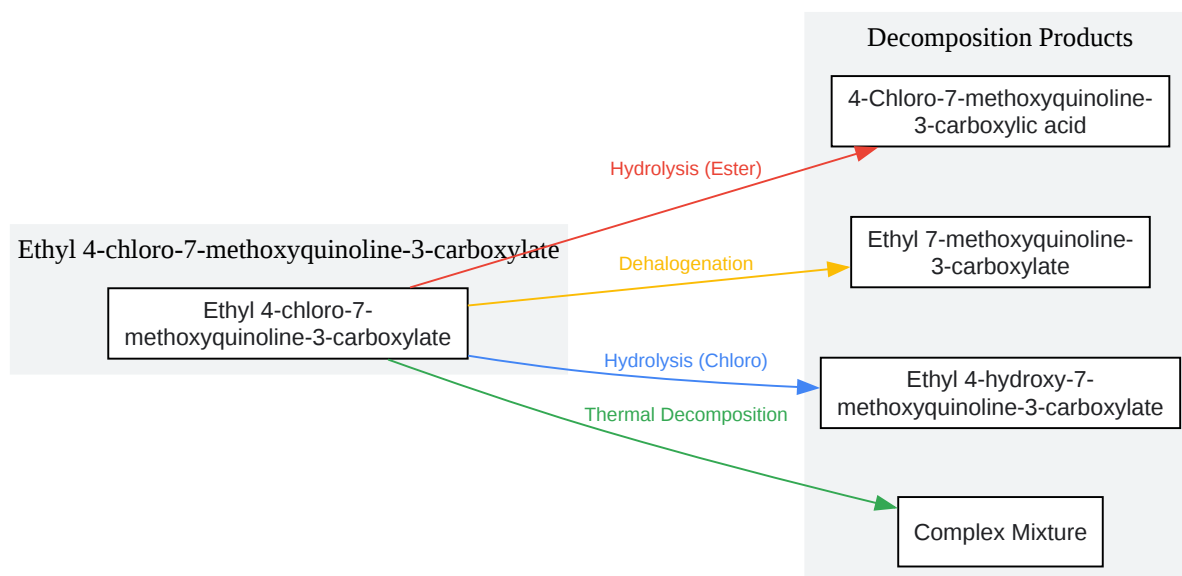 Decomposition Products
4-Chloro-7-methoxyquinoline-
3-carboxylic acid
Hydrolysis (Ester)
Ethyl 4-chloro-7-methoxyquinoline-3-carboxylate
Ethyl 7-methoxyquinoline-
3-carboxylate
Dehalogenation
Ethyl 4-chloro-7-
methoxyquinoline-3-carboxylate
Hydrolysis (Chloro)
Ethyl 4-hydroxy-7-
methoxyquinoline-3-carboxylate
Thermal Decomposition
Complex Mixture